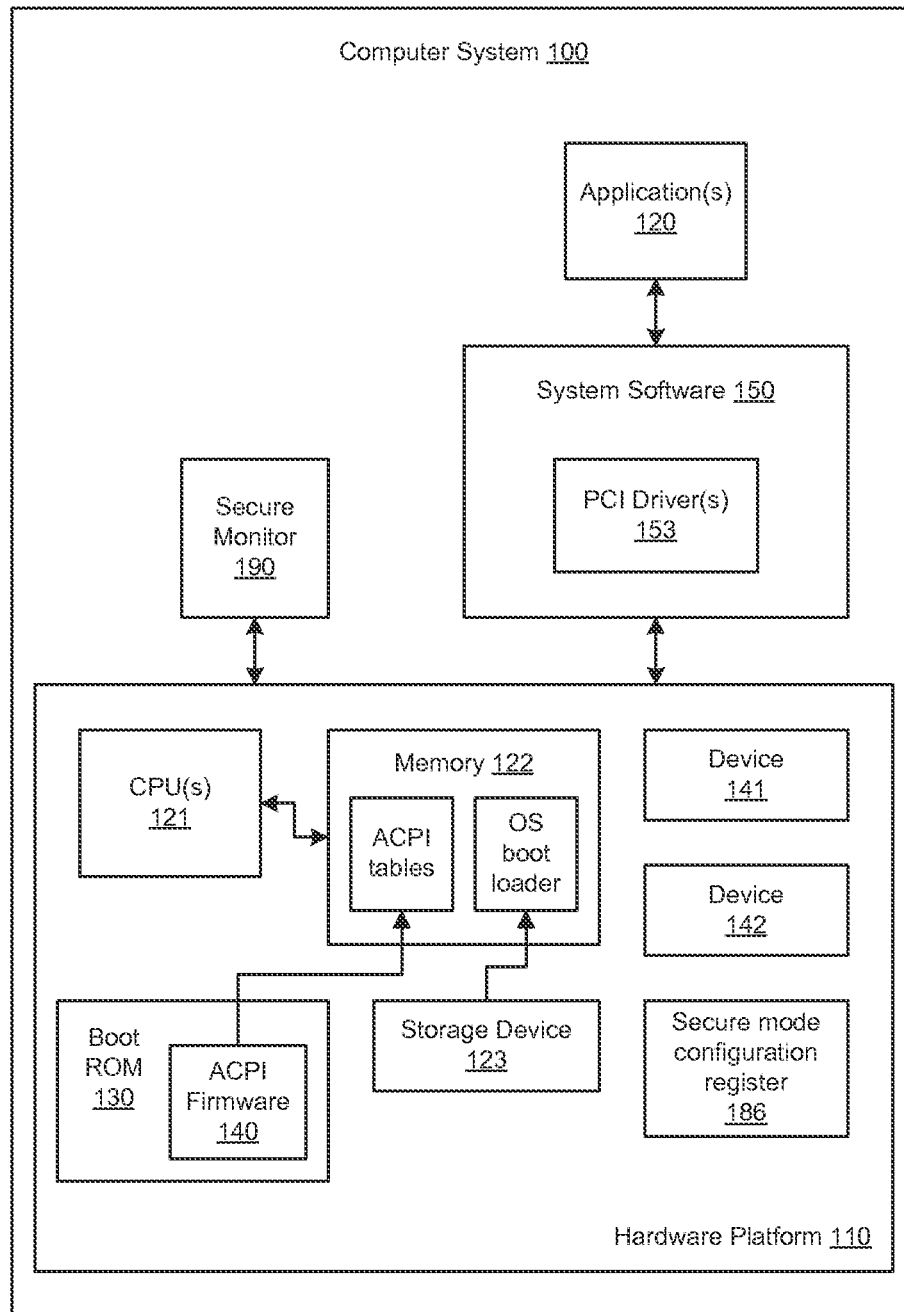 Computer System 100
Application(s)
120
System Software 150
PCI Driver(s)
153
Secure
Monitor
190
CPU(s)
121
Memory 122
ACPI
tables
OS
boot
loader
Device
141
Device
142
Boot
ROM
130
ACPI
Firmware
140
Storage Device
123
Secure mode
configuration
register
186
Hardware Platform 110